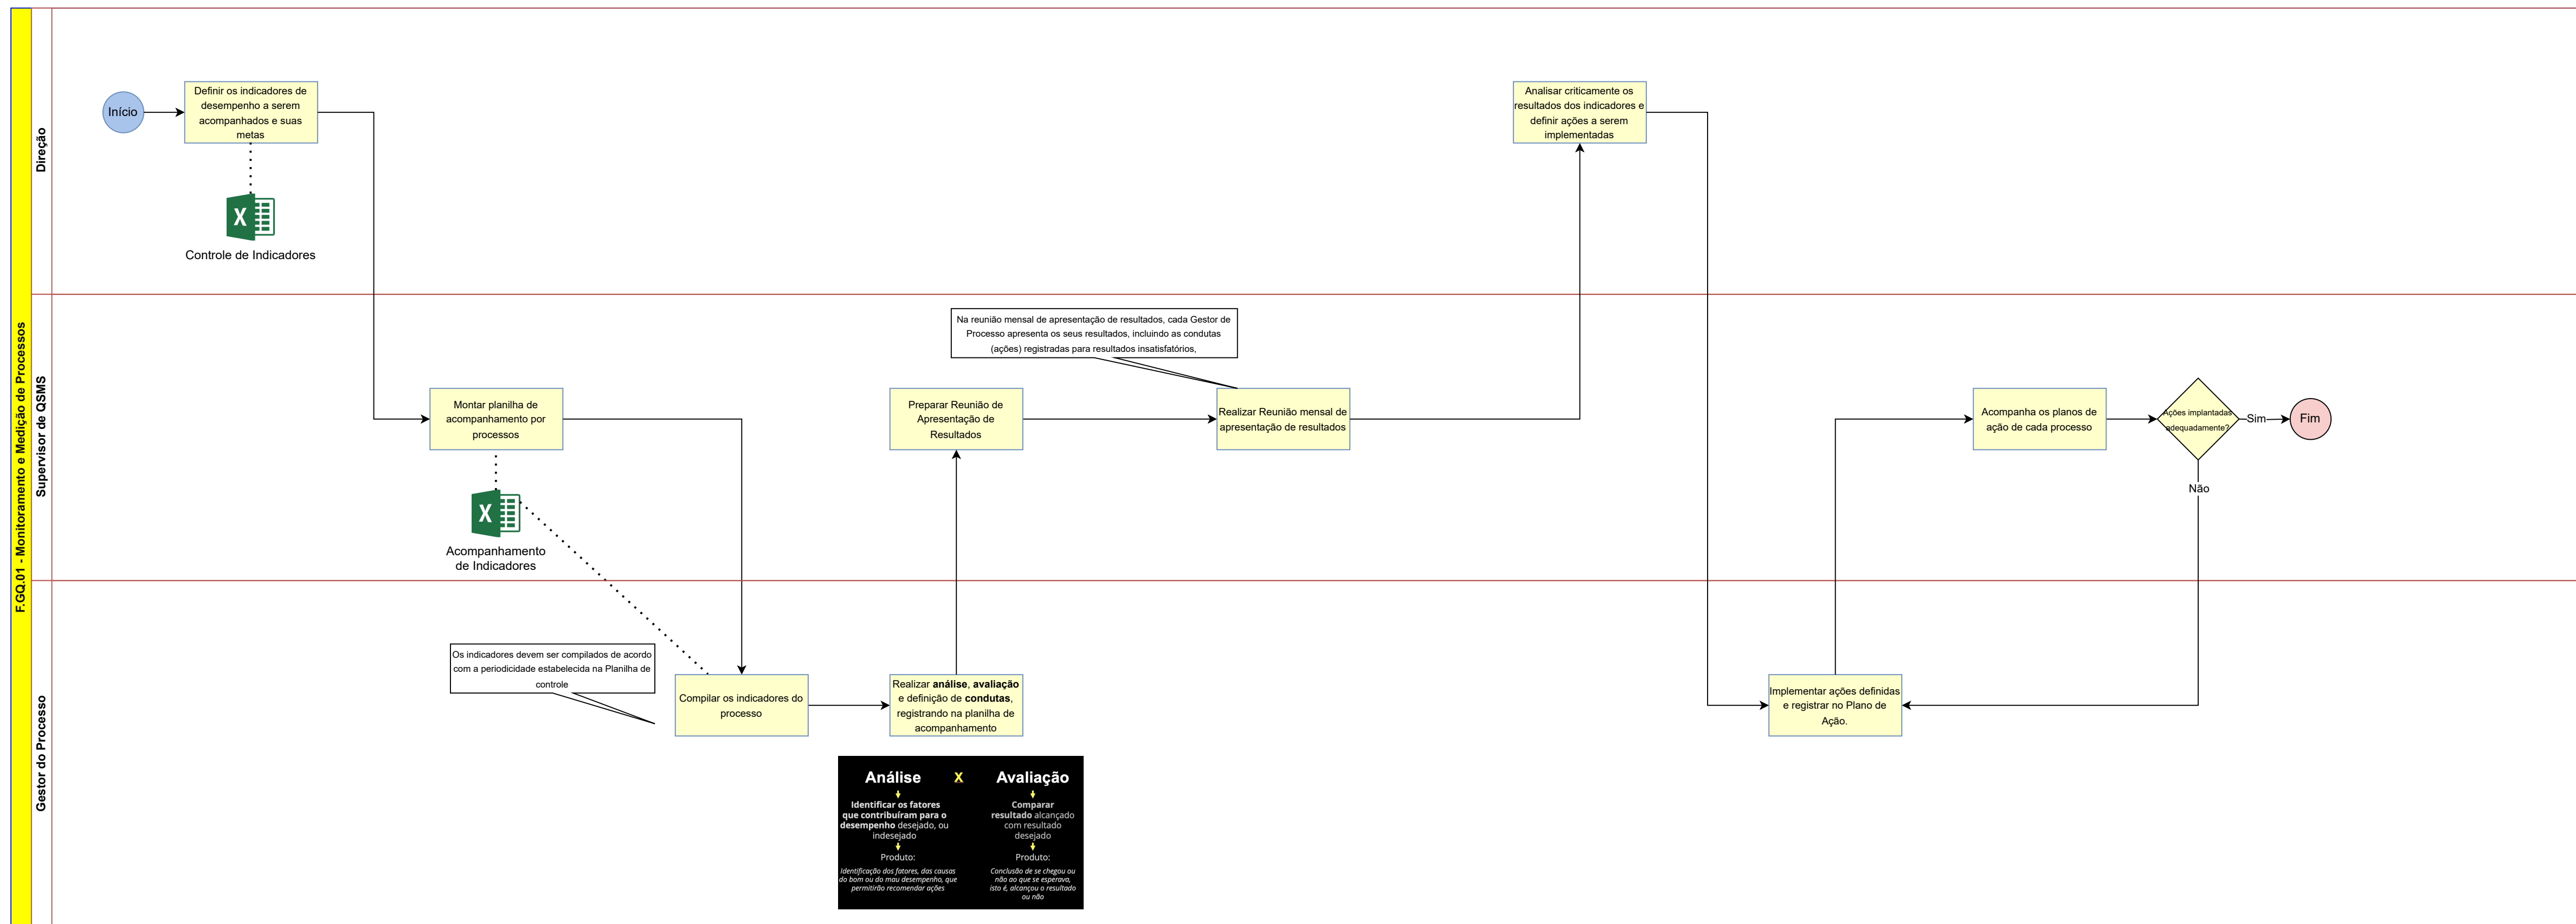 F.GQ.01 - Monitoramento e Medição de Processos
Direção
Início
Definir os indicadores de
desempenho a serem
acompanhados e suas
metas
X
Controle de Indicadores
Analisar criticamente os
resultados dos indicadores e
definir ações a serem
implementadas
Supervisor de QSMS
Montar planilha de
acompanhamento por
processos
X
Acompanhamento
de Indicadores
Preparar Reunião de
Apresentação de
Resultados
Na reunião mensal de apresentação de resultados, cada Gestor de
Processo apresenta os seus resultados, incluindo as condutas
(ações) registradas para resultados insatisfatórios,
Realizar Reunião mensal de
apresentação de resultados
Acompanha os planos de
ação de cada processo
Ações implantadas
adequadamente?
Sim
Fim
Não
Gestor do Processo
Os indicadores devem ser compilados de acordo
com a periodicidade estabelecida na Planilha de
controle
Compilar os indicadores do
processo
Realizar análise, avaliação
e definição de condutas,
registrando na planilha de
acompanhamento
Implementar ações definidas
e registrar no Plano de
Ação.
Análise X Avaliação
Identificar os fatores
que contribuíram para o
desempenho desejado, ou
indesejado
Produto:
Identificação dos fatores, das causas
do bom ou do mau desempenho, que
permitirão recomendar ações
Comparar
resultado alcançado
com resultado
desejado
Produto:
Conclusão de se chegou ou
não ao que se esperava,
isto é, alcançou o resultado
ou não